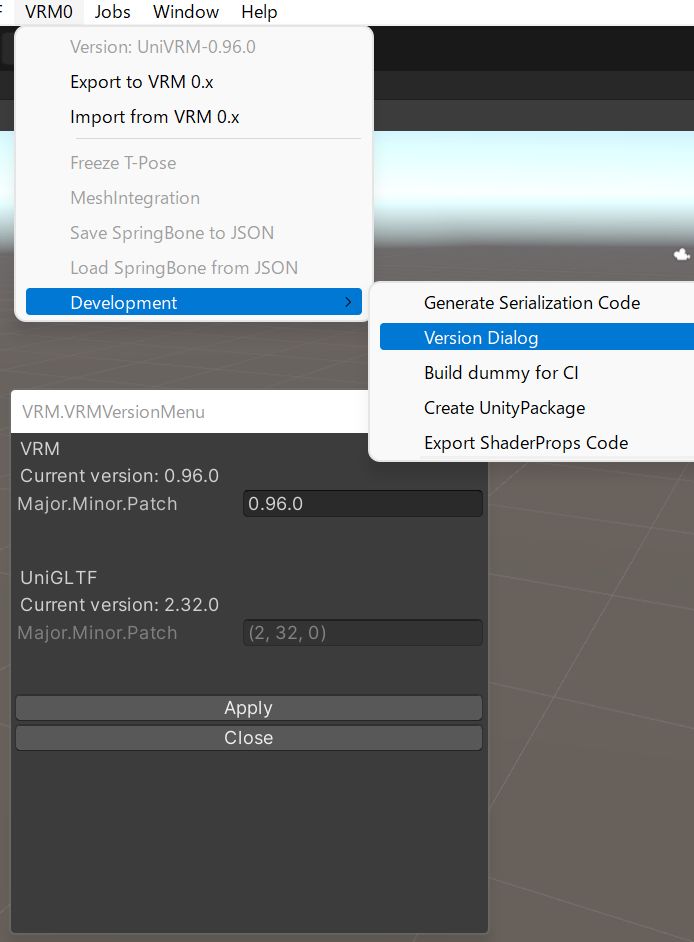 VRM0 Jobs Window Help
Version: UniVRM-0.96.0
Export to VRM 0.x
Import from VRM 0.x
Freeze T-Pose
MeshIntegration
Save SpringBone to JSON
Load SpringBone from JSON
Development
Generate Serialization Code
Version Dialog
Build dummy for CI
Create UnityPackage
Export ShaderProps Code
VRM.VRMVersionMenu
VRM
Current version: 0.96.0
Major.Minor.Patch 0.96.0
UniGLTF
Current version: 2.32.0
Major.Minor.Patch (2, 32, 0)
Apply
Close